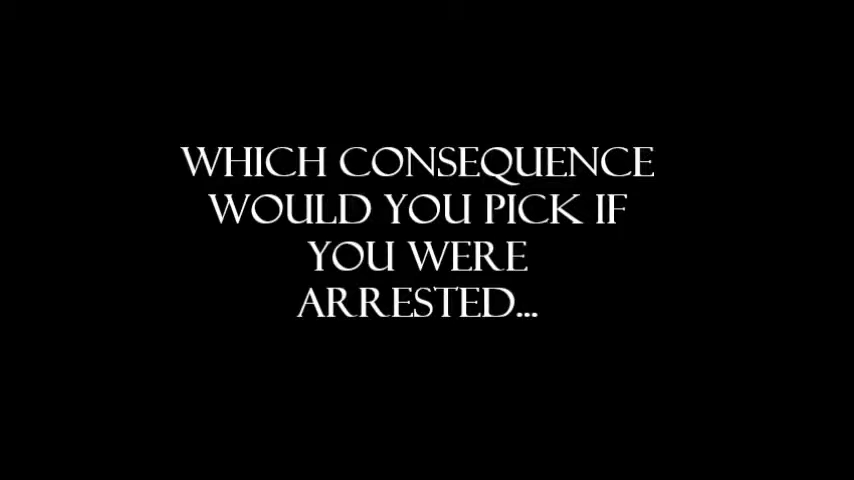 WHICH CONSEQUENCE
WOULD YOU PICK IF
YOU WERE
ARRESTED...